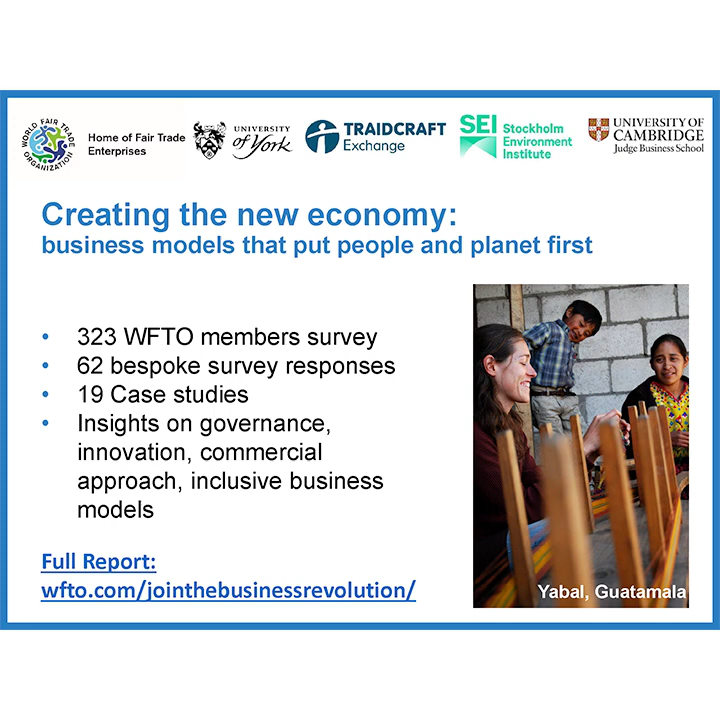 WORLD FAIR TRADE ORGANIZATION
Home of Fair Trade
Enterprises
UNIVERSITY
of York
TRAIDCRAFT
Exchange
SEI
Stockholm
Environment
Institute
UNIVERSITY OF
CAMBRIDGE
Judge Business School
Creating the new economy:
business models that put people and planet first
• 323 WFTO members survey
• 62 bespoke survey responses
• 19 Case studies
• Insights on governance,
innovation, commercial
approach, inclusive business
models
Full Report:
wfto.com/jointhebusinessrevolution/
Yabal, Guatamala